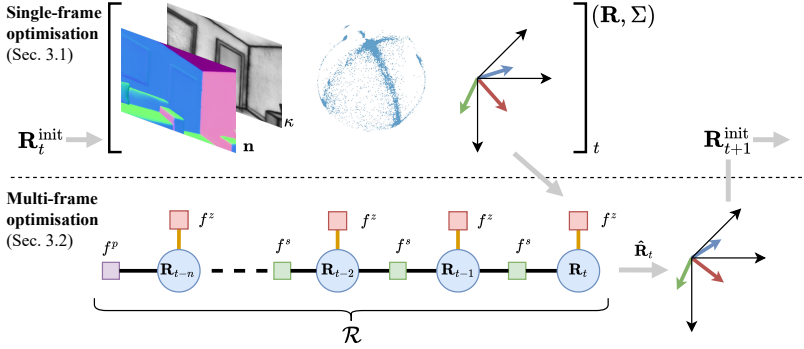 Single-frame
optimisation
(Sec. 3.1)
(R, Σ)
κ
n
t
R_t^init
R_{t+1}^init
Multi-frame
optimisation
(Sec. 3.2)
f^z f^z f^z f^z
f^p f^s f^s f^s
R_{t−n} R_{t−2} R_{t−1} R_t
R̂_t
ℛ